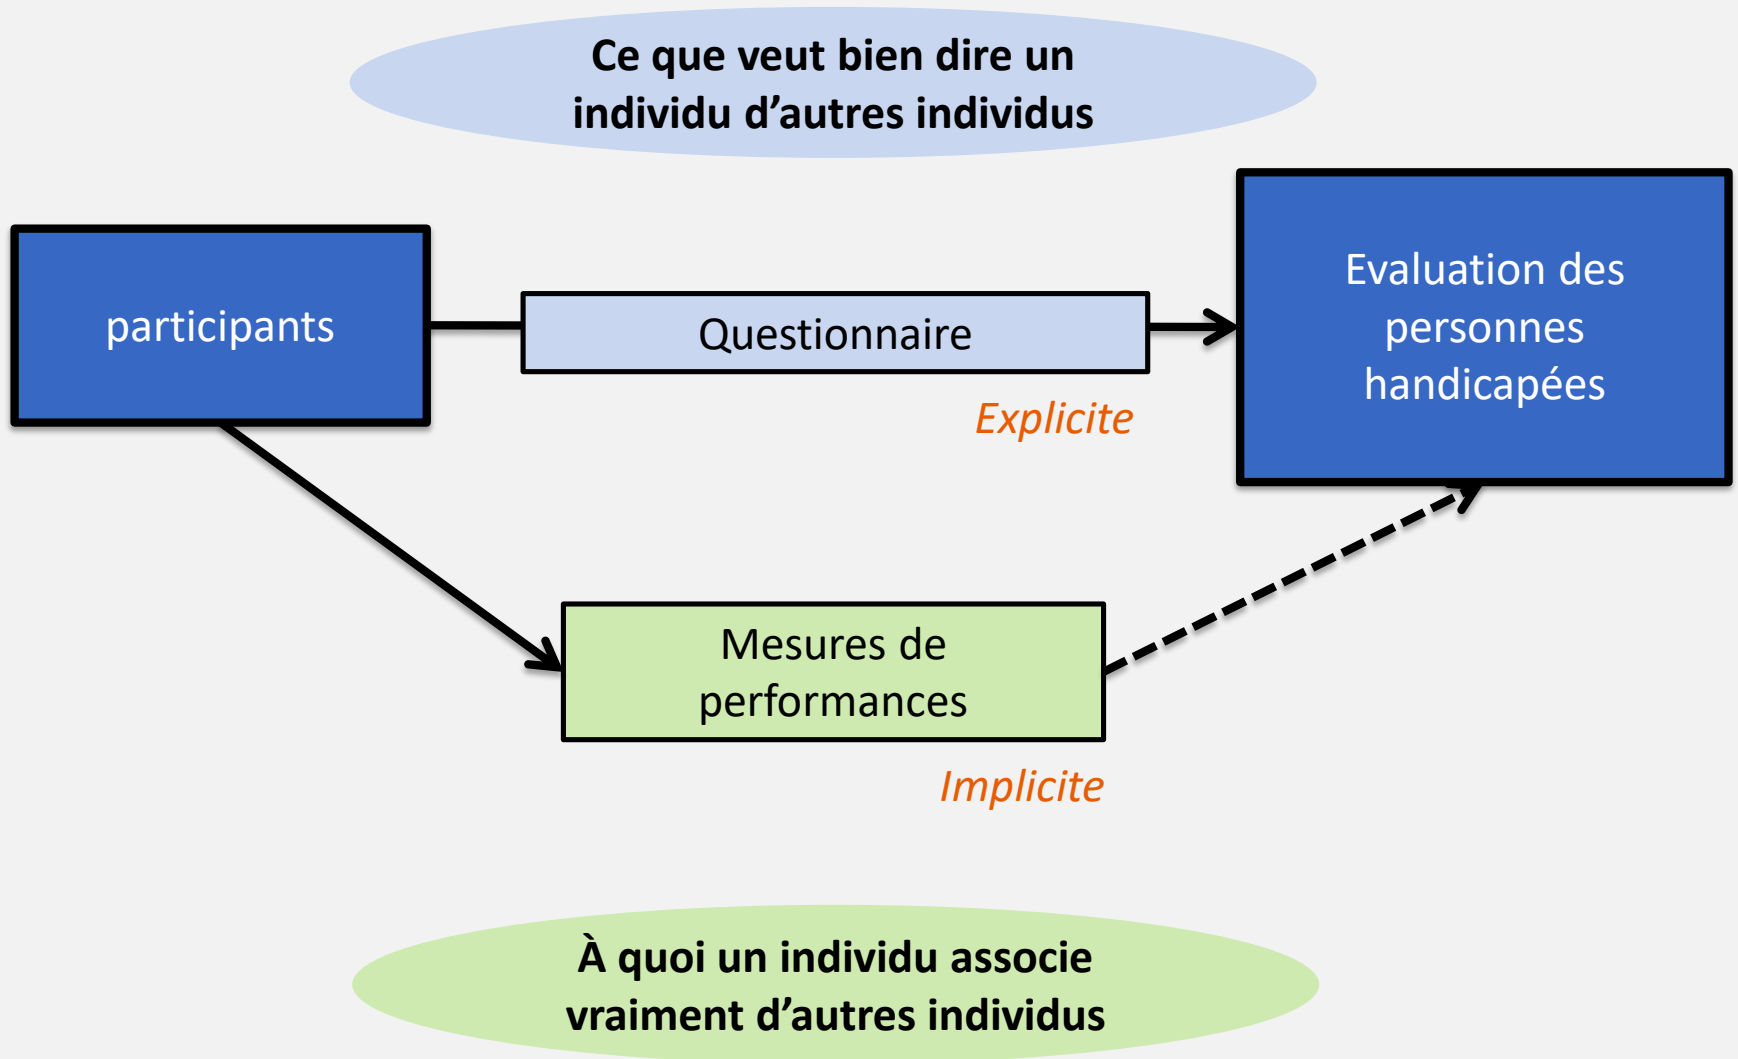 Ce que veut bien dire un
individu d’autres individus
participants
Questionnaire
Evaluation des
personnes
handicapées
Explicite
Mesures de
performances
Implicite
À quoi un individu associe
vraiment d’autres individus